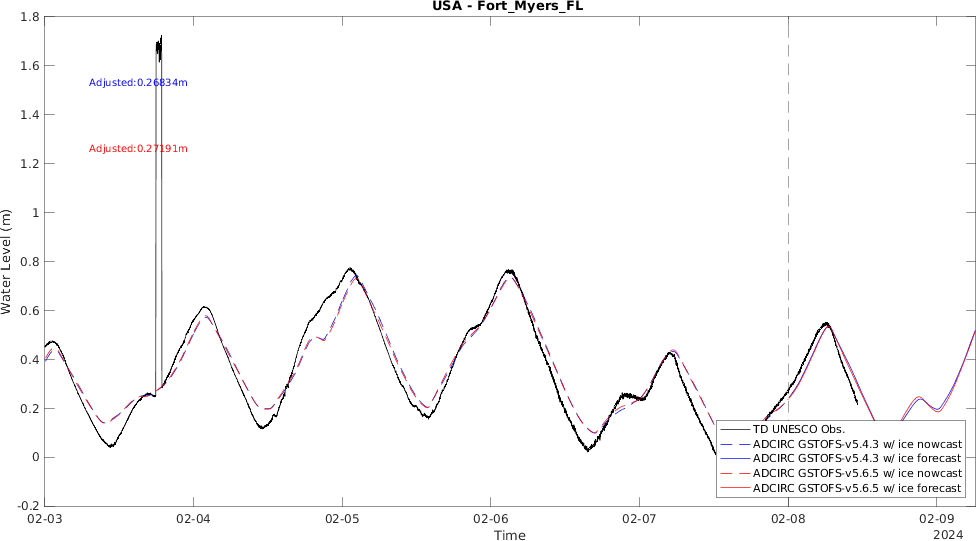 USA - Fort_Myers_FL
1.8
1.6
1.4
1.2
1
0.8
0.6
0.4
0.2
0
-0.2
Water Level (m)
Adjusted:0.26834m
Adjusted:0.27191m
TD UNESCO Obs.
ADCIRC GSTOFS-v5.4.3 w/ ice nowcast
ADCIRC GSTOFS-v5.4.3 w/ ice forecast
ADCIRC GSTOFS-v5.6.5 w/ ice nowcast
ADCIRC GSTOFS-v5.6.5 w/ ice forecast
02-03 02-04 02-05 02-06 02-07 02-08 02-09
Time
2024